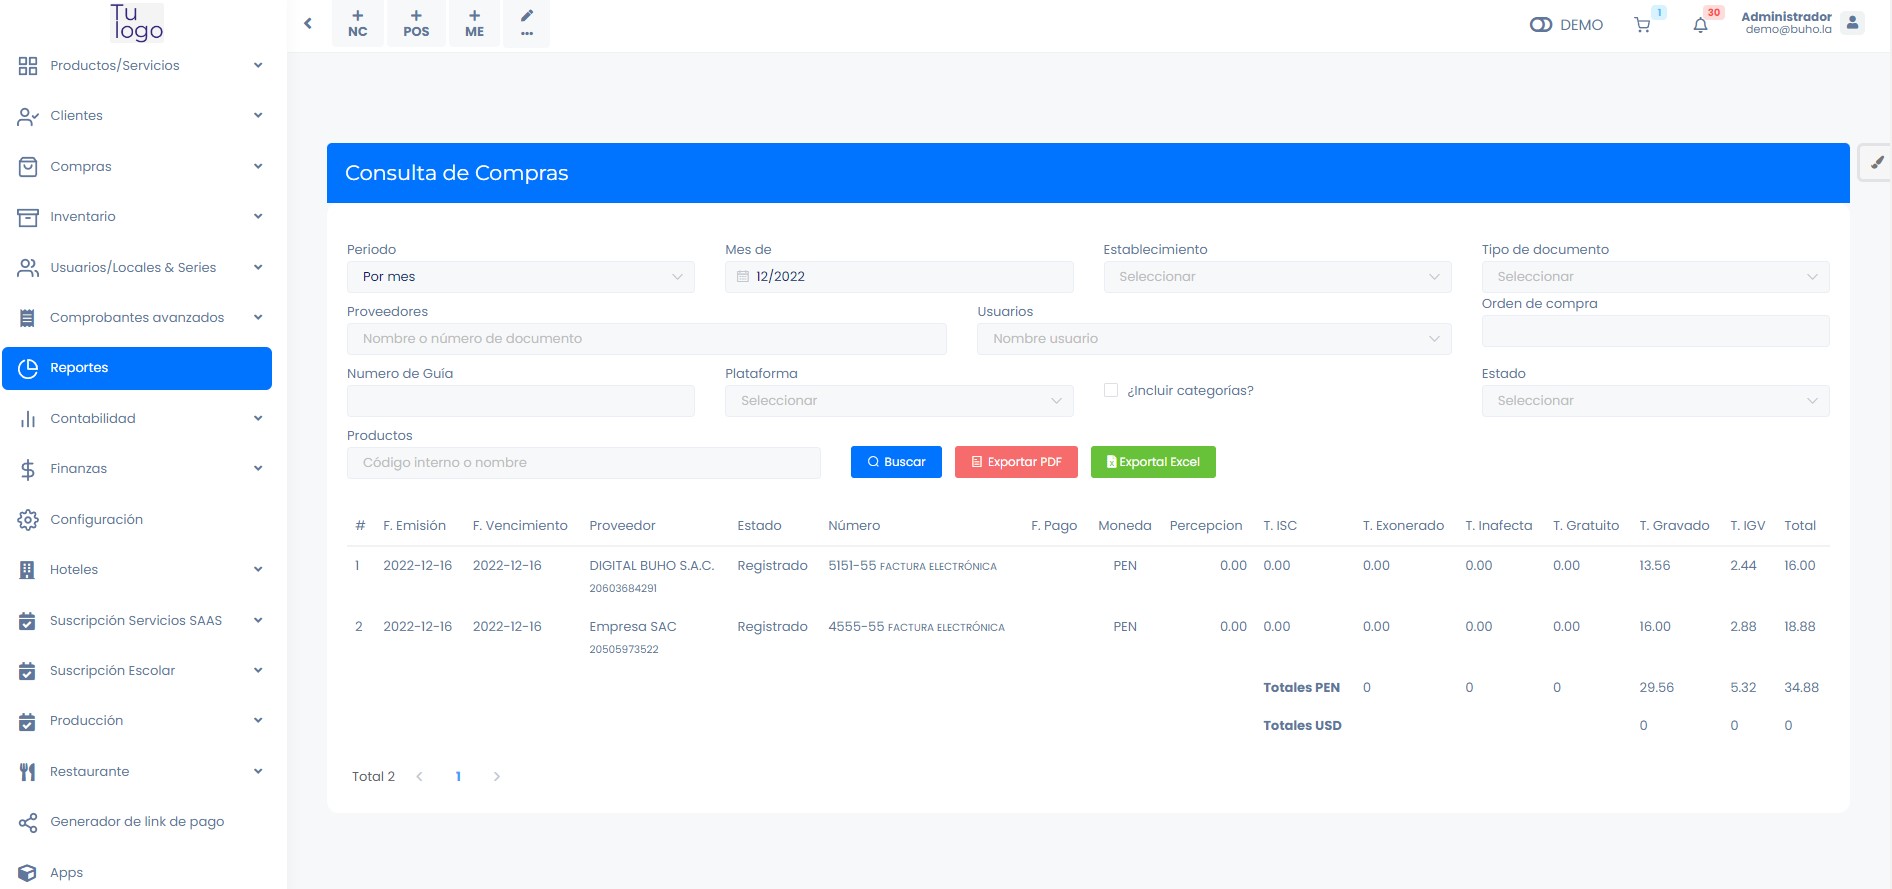 Tu
logo
Productos/Servicios
Clientes
Compras
Inventario
Usuarios/Locales & Series
Comprobantes avanzados
Reportes
Contabilidad
Finanzas
Configuración
Hoteles
Suscripción Servicios SAAS
Suscripción Escolar
Producción
Restaurante
Generador de link de pago
Apps
NC
POS
ME
...
DEMO
1
30
Administrador
demo@buho.la
Consulta de Compras
Periodo
Mes de
Establecimiento
Tipo de documento
Por mes
12/2022
Seleccionar
Seleccionar
Proveedores
Usuarios
Orden de compra
Nombre o número de documento
Nombre usuario
Numero de Guía
Plataforma
¿Incluir categorías?
Estado
Seleccionar
Seleccionar
Productos
Código interno o nombre
Buscar
Exportar PDF
Exportal Excel
# F. Emisión F. Vencimiento Proveedor Estado Número F. Pago Moneda Percepcion T. ISC T. Exonerado T. Inafecta T. Gratuito T. Gravado T. IGV Total
1 2022-12-16 2022-12-16 DIGITAL BUHO S.A.C. Registrado 5151-55 FACTURA ELECTRÓNICA PEN 0.00 0.00 0.00 0.00 0.00 13.56 2.44 16.00
20603684291
2 2022-12-16 2022-12-16 Empresa SAC Registrado 4555-55 FACTURA ELECTRÓNICA PEN 0.00 0.00 0.00 0.00 0.00 16.00 2.88 18.88
20505973522
Totales PEN 0 0 0 29.56 5.32 34.88
Totales USD 0 0 0
Total 2 1